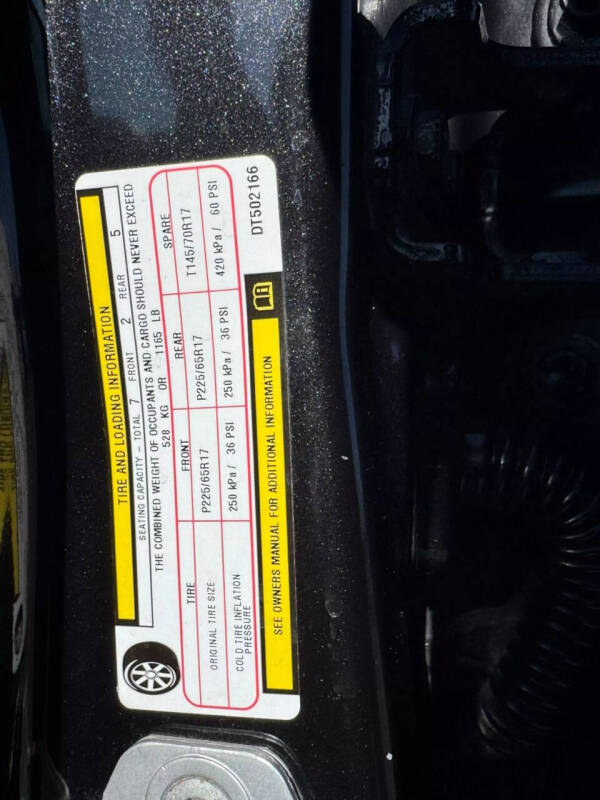 TIRE AND LOADING INFORMATION
SEATING CAPACITY - TOTAL 7 FRONT 2 REAR 5
THE COMBINED WEIGHT OF OCCUPANTS AND CARGO SHOULD NEVER EXCEED
528 KG OR 1165 LB
TIRE FRONT REAR SPARE
ORIGINAL TIRE SIZE P225/65R17 P225/65R17 T145/70R17
COLD TIRE INFLATION PRESSURE 250 kPa / 36 PSI 250 kPa / 36 PSI 420 kPa / 60 PSI
SEE OWNERS MANUAL FOR ADDITIONAL INFORMATION
DT502166